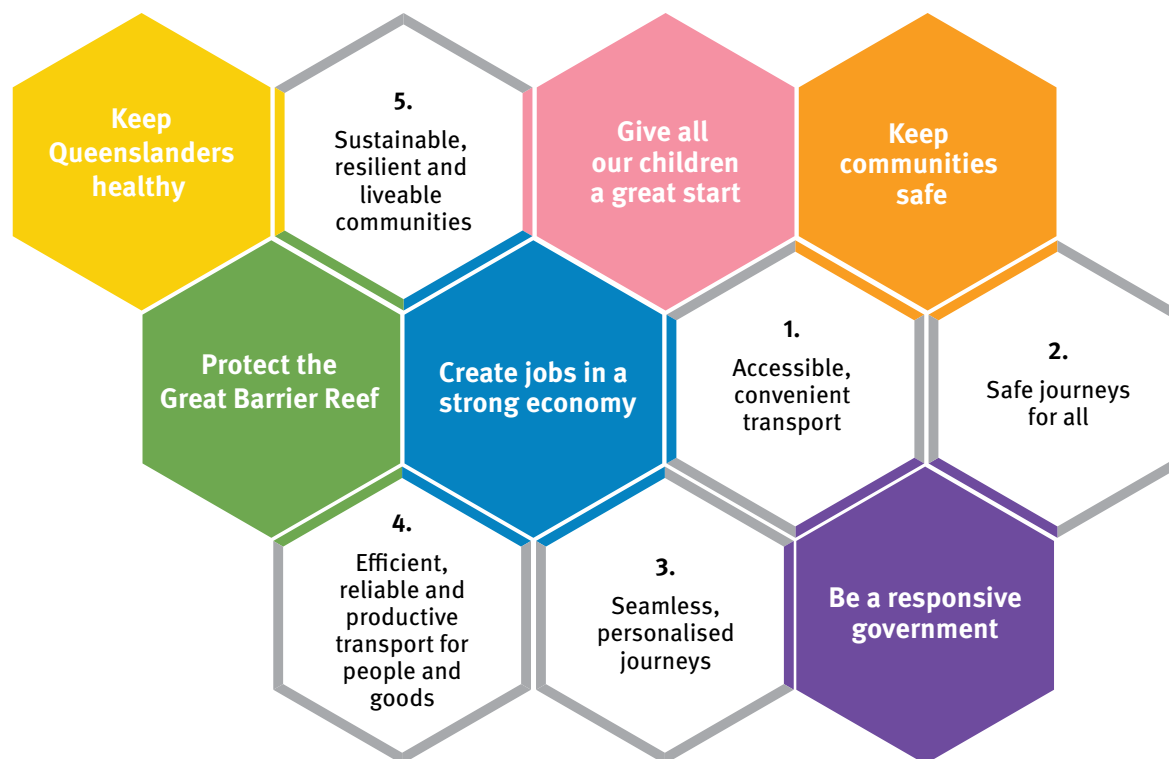 Keep
Queenslanders
healthy
5.
Sustainable,
resilient and
liveable
communities
Give all
our children
a great start
Keep
communities
safe
Protect the
Great Barrier Reef
Create jobs in a
strong economy
1.
Accessible,
convenient
transport
2.
Safe journeys
for all
4.
Efficient,
reliable and
productive
transport for
people and
goods
3.
Seamless,
personalised
journeys
Be a responsive
government